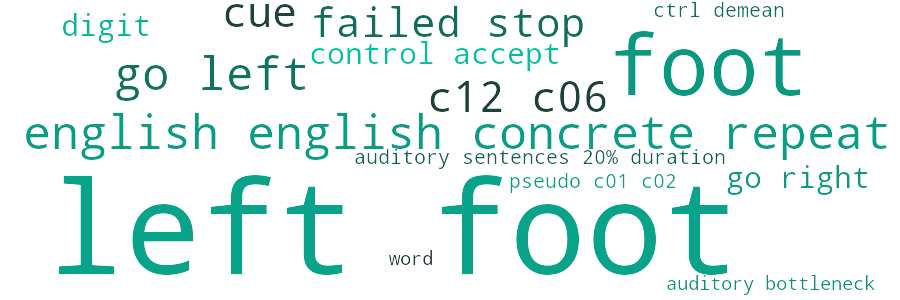 ctrl demean
cue
digit
failed stop
control accept
foot
go left
c12 c06
english english concrete repeat
auditory sentences 20% duration
pseudo c01 c02
go right
left foot
word
auditory bottleneck